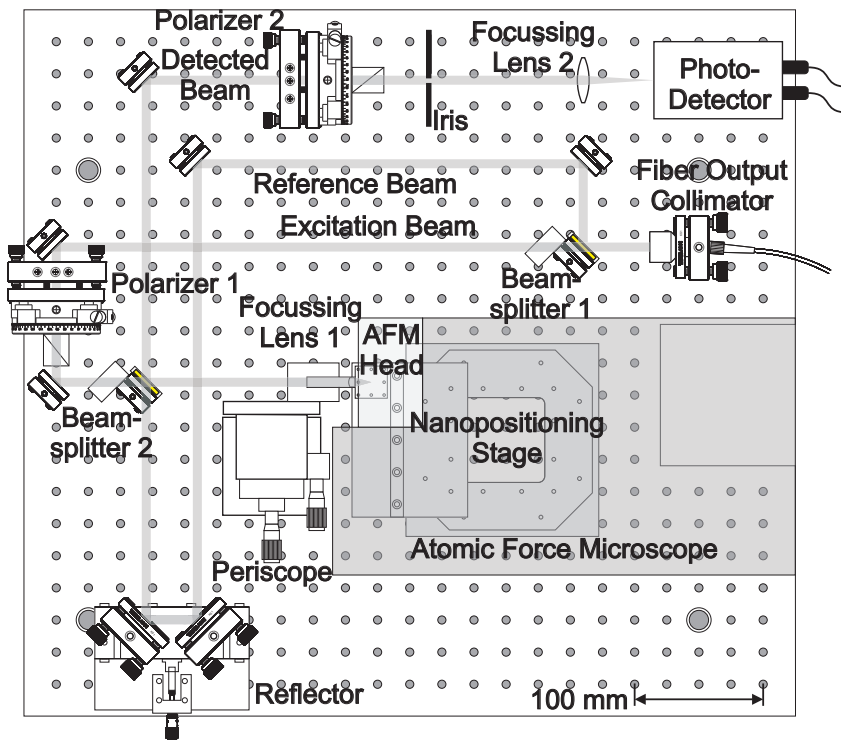 Polarizer 2
Detected
Beam
Focussing
Lens 2
Photo-
Detector
Iris
Reference Beam
Fiber Output
Collimator
Excitation Beam
Polarizer 1
Beam-
splitter 1
Focussing
Lens 1
AFM
Head
Beam-
splitter 2
Nanopositioning
Stage
Atomic Force Microscope
Periscope
Reflector
100 mm